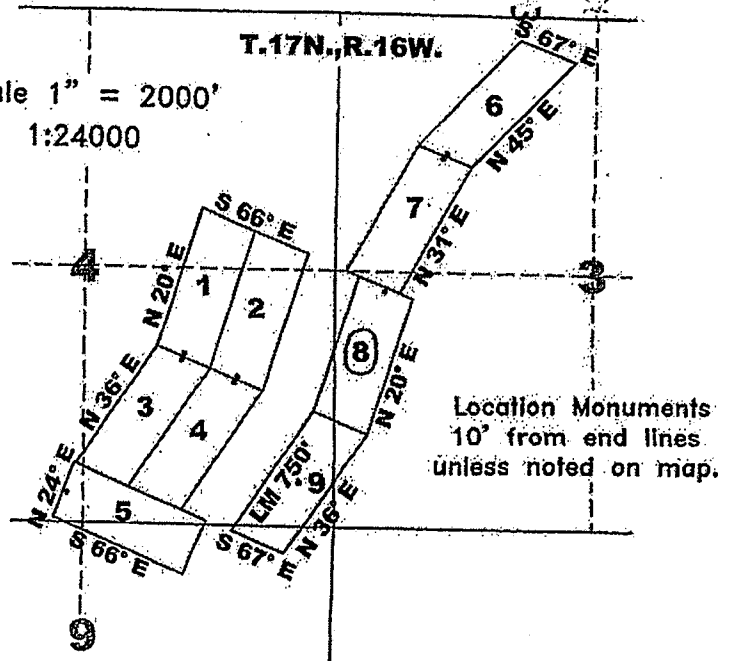 T.17N.,R.16W.
1" = 2000'
1:24000
S 67° E
6
N 45° E
7
N 31° E
S 66° E
4
3
N 20° E
1
2
8
N 20° E
N 36° E
3
4
Location Monuments
10' from end lines
unless noted on map.
LM 750'
9
N 36° E
N 24° E
5
S 66° E
S 67° E
9